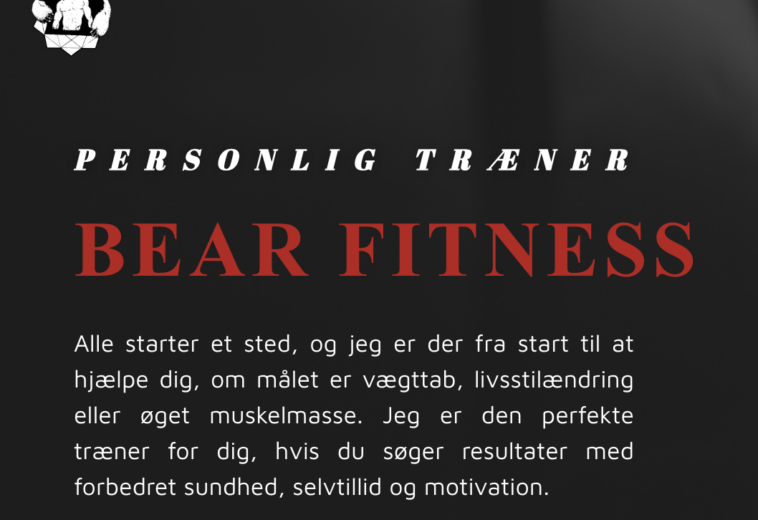 PERSONLIG TRÆNER
BEAR FITNESS
Alle starter et sted, og jeg er der fra start til at
hjælpe dig, om målet er vægttab, livsstilændring
eller øget muskelmasse. Jeg er den perfekte
træner for dig, hvis du søger resultater med
forbedret sundhed, selvtillid og motivation.